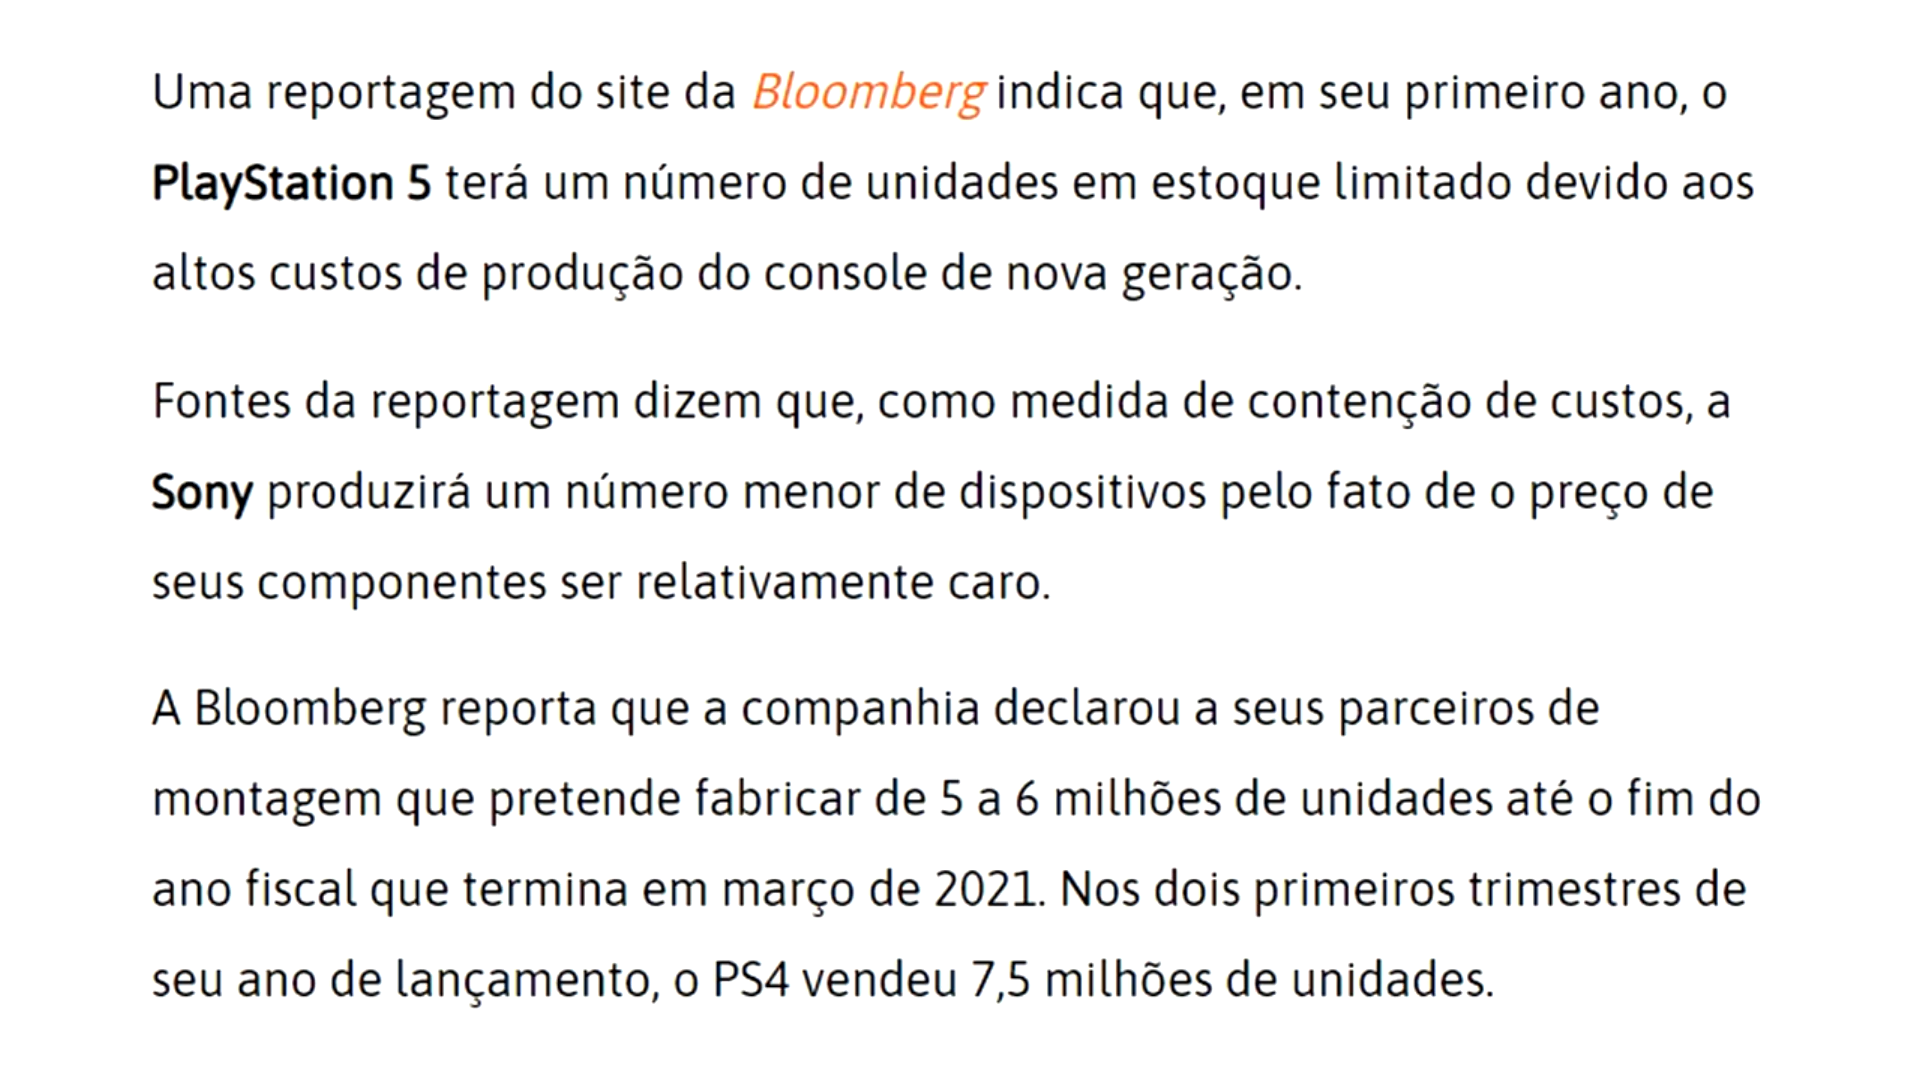 Uma reportagem do site da Bloomberg indica que, em seu primeiro ano, o
PlayStation 5 terá um número de unidades em estoque limitado devido aos
altos custos de produção do console de nova geração.
Fontes da reportagem dizem que, como medida de contenção de custos, a
Sony produzirá um número menor de dispositivos pelo fato de o preço de
seus componentes ser relativamente caro.
A Bloomberg reporta que a companhia declarou a seus parceiros de
montagem que pretende fabricar de 5 a 6 milhões de unidades até o fim do
ano fiscal que termina em março de 2021. Nos dois primeiros trimestres de
seu ano de lançamento, o PS4 vendeu 7,5 milhões de unidades.